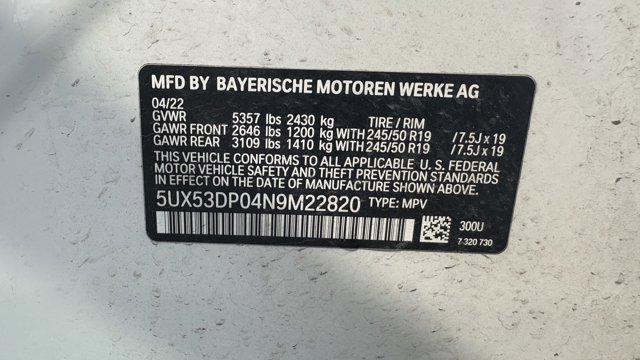 MFD BY BAYERISCHE MOTOREN WERKE AG
04/22
GVWR 5357 lbs 2430 kg TIRE / RIM
GAWR FRONT 2646 lbs 1200 kg WITH 245/50 R19 /7.5J x 19
GAWR REAR 3109 lbs 1410 kg WITH 245/50 R19 /7.5J x 19
THIS VEHICLE CONFORMS TO ALL APPLICABLE U. S. FEDERAL
MOTOR VEHICLE SAFETY AND THEFT PREVENTION STANDARDS
IN EFFECT ON THE DATE OF MANUFACTURE SHOWN ABOVE.
5UX53DP04N9M22820 TYPE: MPV
300U
7 320 730